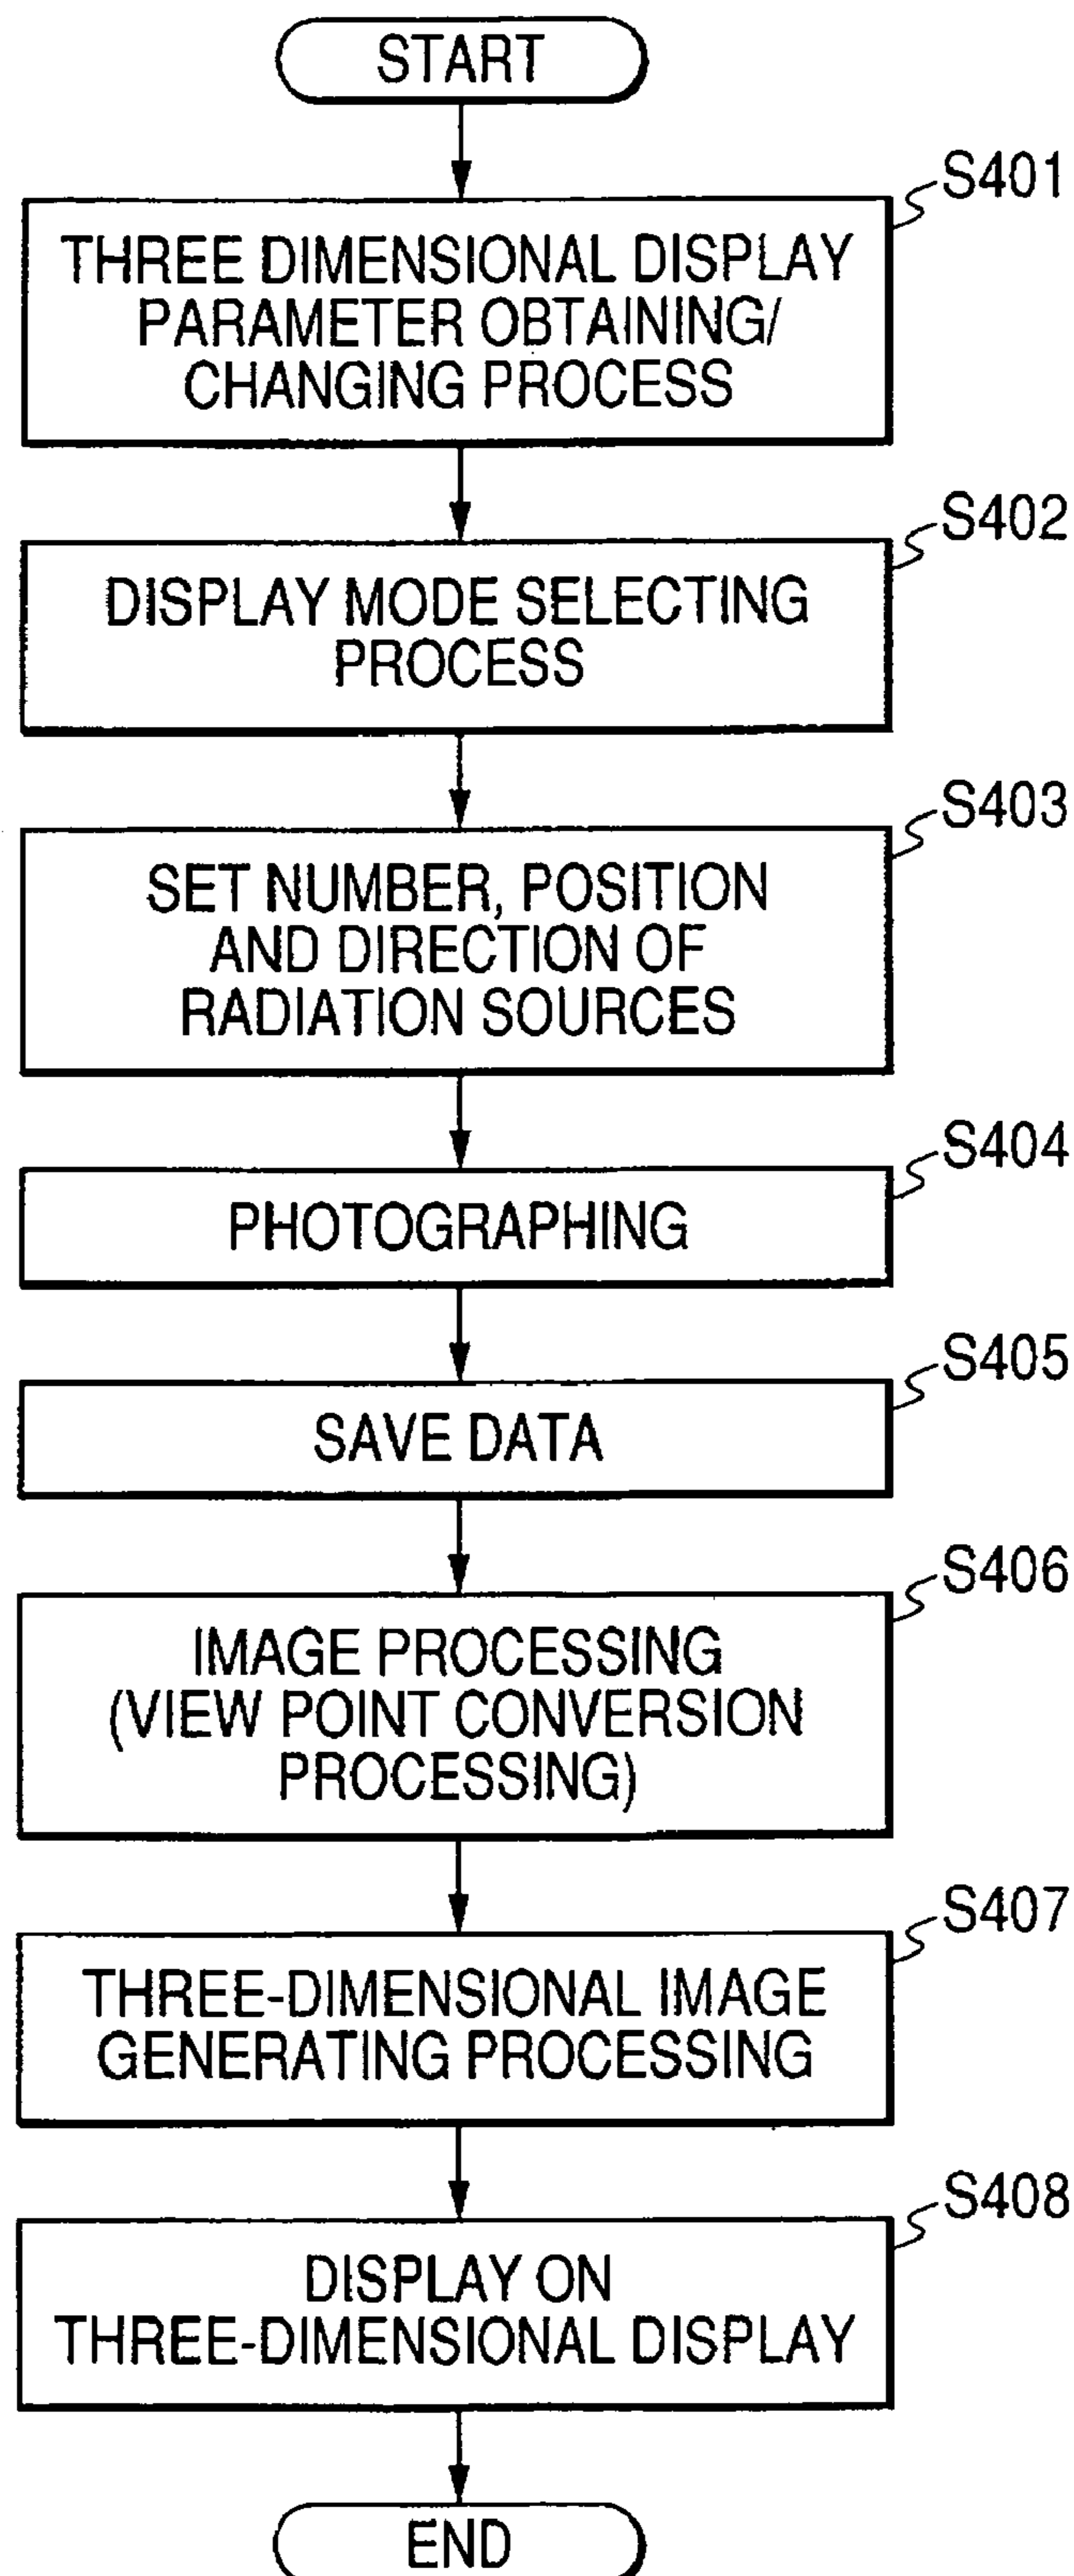 START
S401
THREE DIMENSIONAL DISPLAY
PARAMETER OBTAINING/
CHANGING PROCESS
S402
DISPLAY MODE SELECTING
PROCESS
S403
SET NUMBER, POSITION
AND DIRECTION OF
RADIATION SOURCES
S404
PHOTOGRAPHING
S405
SAVE DATA
S406
IMAGE PROCESSING
(VIEW POINT CONVERSION
PROCESSING)
S407
THREE-DIMENSIONAL IMAGE
GENERATING PROCESSING
S408
DISPLAY ON
THREE-DIMENSIONAL DISPLAY
END